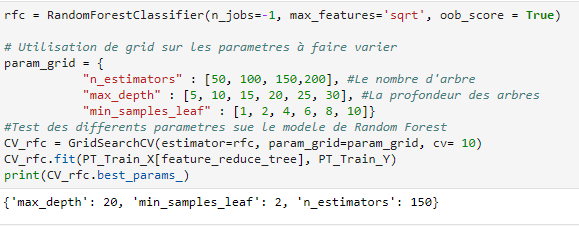 rfc = RandomForestClassifier(n_jobs=-1, max_features='sqrt', oob_score = True)
# Utilisation de grid sur les parametres à faire varier
param_grid = {
"n_estimators" : [50, 100, 150,200], #Le nombre d'arbre
"max_depth" : [5, 10, 15, 20, 25, 30], #La profondeur des arbres
"min_samples_leaf" : [1, 2, 4, 6, 8, 10]}
#Test des differents parametres sue le modele de Random Forest
CV_rfc = GridSearchCV(estimator=rfc, param_grid=param_grid, cv= 10)
CV_rfc.fit(PT_Train_X[feature_reduce_tree], PT_Train_Y)
print(CV_rfc.best_params_)
{'max_depth': 20, 'min_samples_leaf': 2, 'n_estimators': 150}